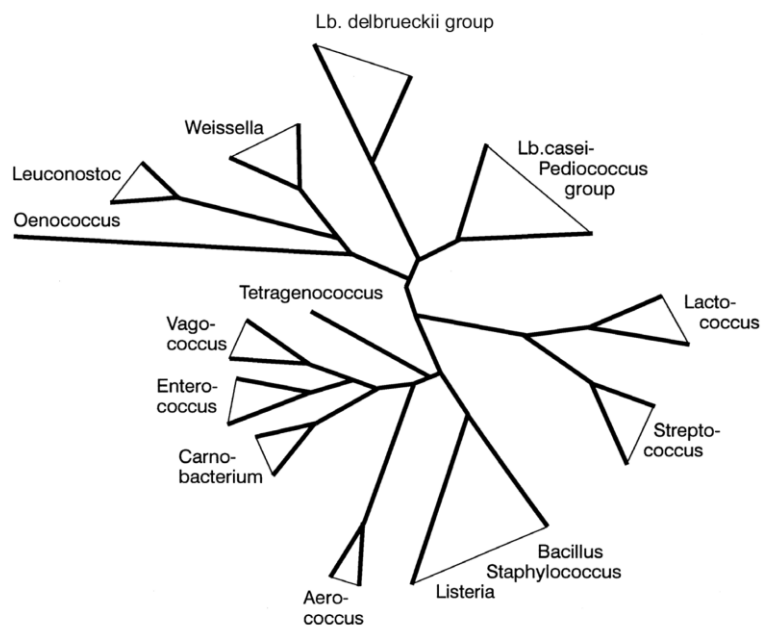 Lb. delbrueckii group
Weissella
Lb.casei-
Pediococcus
group
Leuconostoc
Oenococcus
Tetragenococcus
Lacto-
coccus
Vago-
coccus
Entero-
coccus
Strepto-
coccus
Carno-
bacterium
Bacillus
Staphylococcus
Listeria
Aero-
coccus